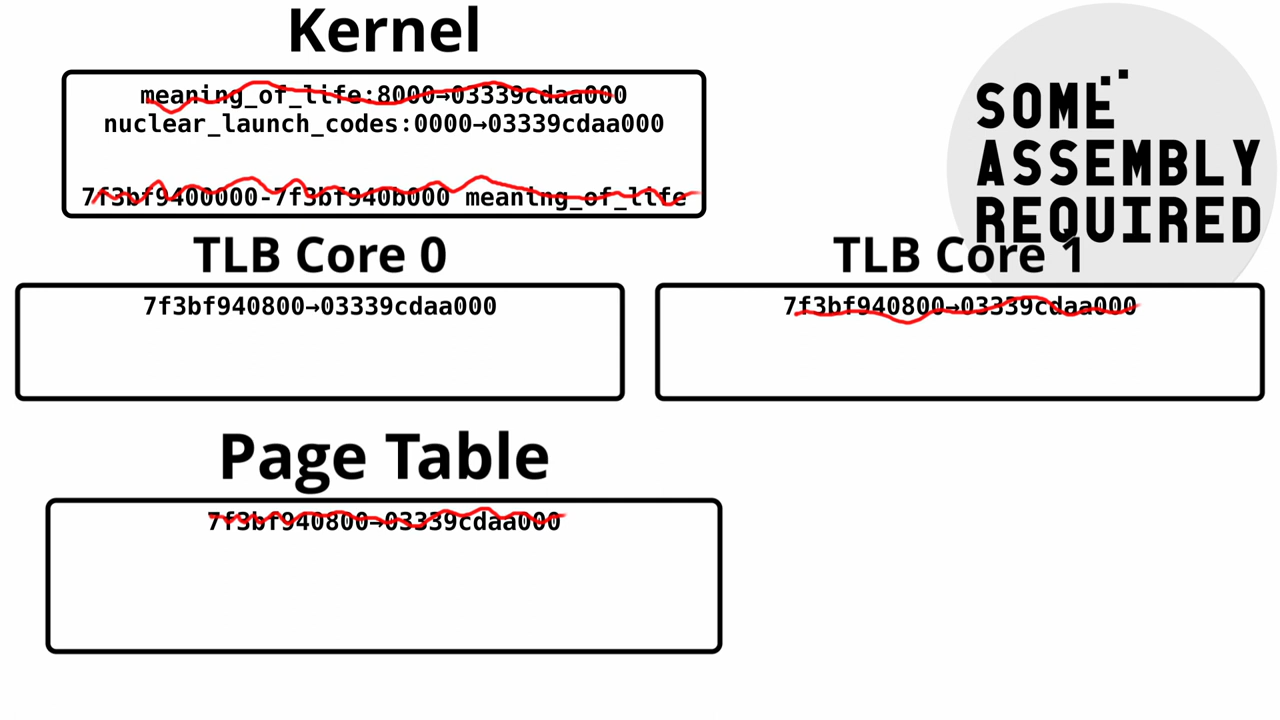 Kernel
meaning_of_life:8000→03339cdaa000
nuclear_launch_codes:0000→03339cdaa000
7f3bf9400000-7f3bf940b000 meaning_of_life
SOME
ASSEMBLY
REQUIRED
TLB Core 0
7f3bf940800→03339cdaa000
TLB Core 1
7f3bf940800→03339cdaa000
Page Table
7f3bf940800→03339cdaa000